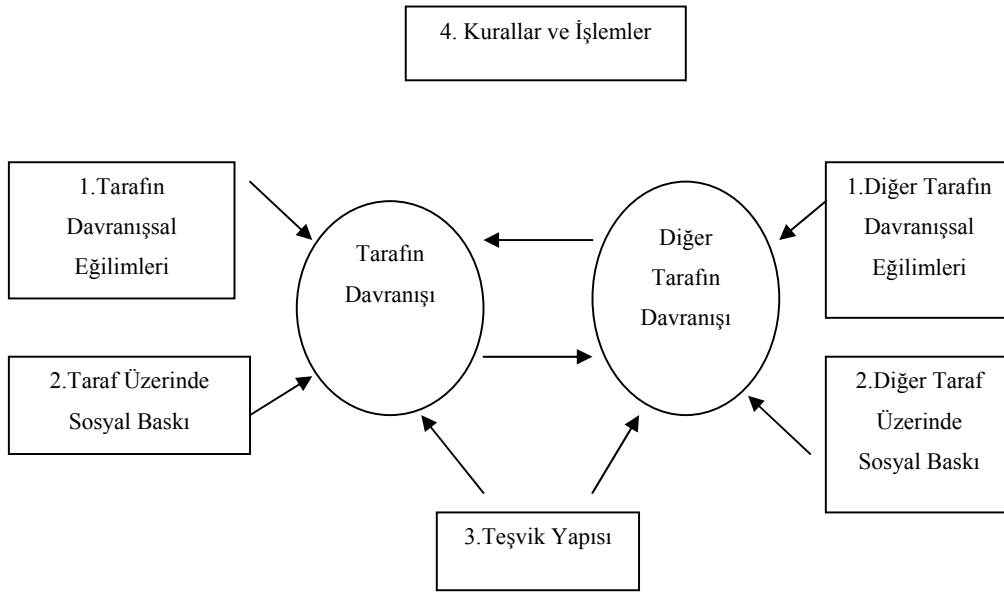 4. Kurallar ve İşlemler
1.Tarafın
Davranışsal
Eğilimleri
Tarafın
Davranışı
Diğer
Tarafın
Davranışı
1.Diğer Tarafın
Davranışsal
Eğilimleri
2.Taraf Üzerinde
Sosyal Baskı
2.Diğer Taraf
Üzerinde
Sosyal Baskı
3.Teşvik Yapısı